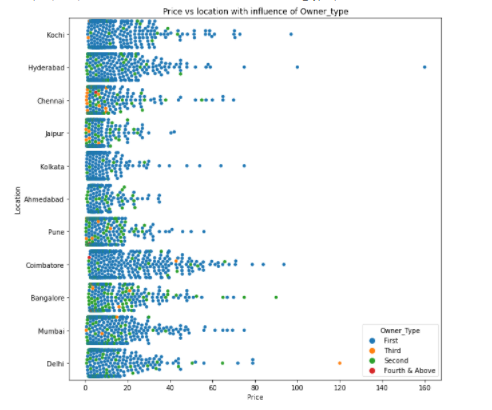 Price vs location with influence of Owner_type
Kochi
Hyderabad
Chennai
Jaipur
Kolkata
Ahmedabad
Pune
Coimbatore
Bangalore
Mumbai
Delhi
Location
Owner_Type
First
Third
Second
Fourth & Above
0 20 40 60 80 100 120 140 160
Price